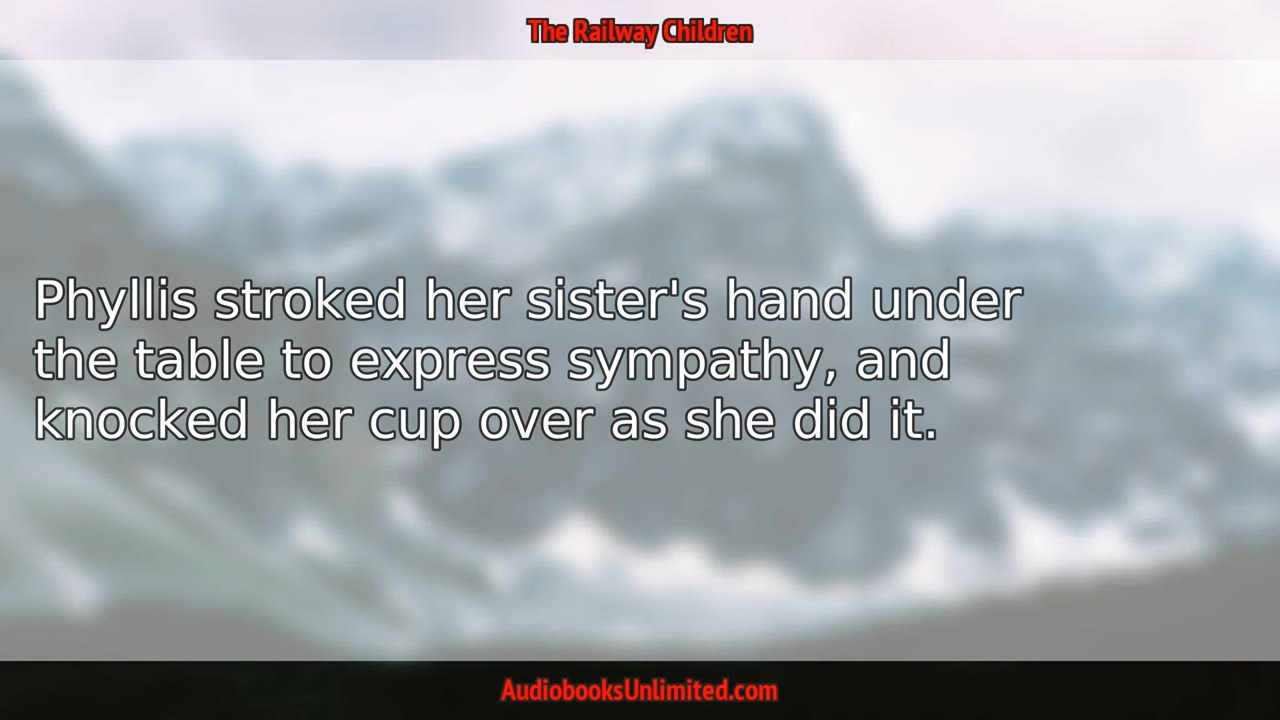 The Railway Children
Phyllis stroked her sister's hand under
the table to express sympathy, and
knocked her cup over as she did it.
AudiobooksUnlimited.com